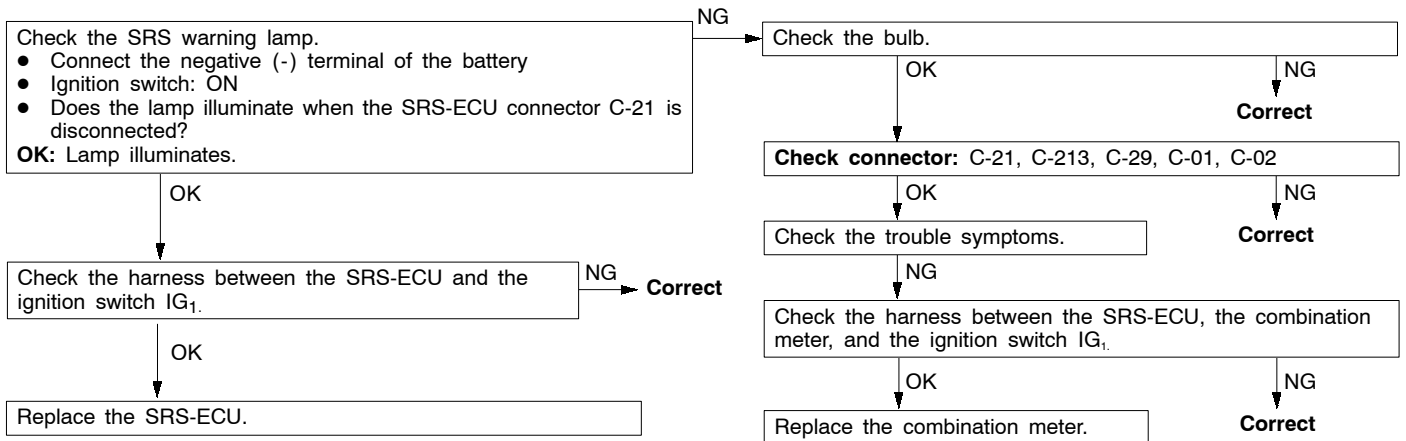 Check the SRS warning lamp.
● Connect the negative (-) terminal of the battery
● Ignition switch: ON
● Does the lamp illuminate when the SRS-ECU connector C-21 is
disconnected?
OK: Lamp illuminates.
OK
Check the harness between the SRS-ECU and the
ignition switch IG1.
NG
Correct
OK
Replace the SRS-ECU.
NG
Check the bulb.
OK
NG
Correct
Check connector: C-21, C-213, C-29, C-01, C-02
OK
NG
Correct
Check the trouble symptoms.
NG
Check the harness between the SRS-ECU, the combination
meter, and the ignition switch IG1.
OK
NG
Correct
Replace the combination meter.